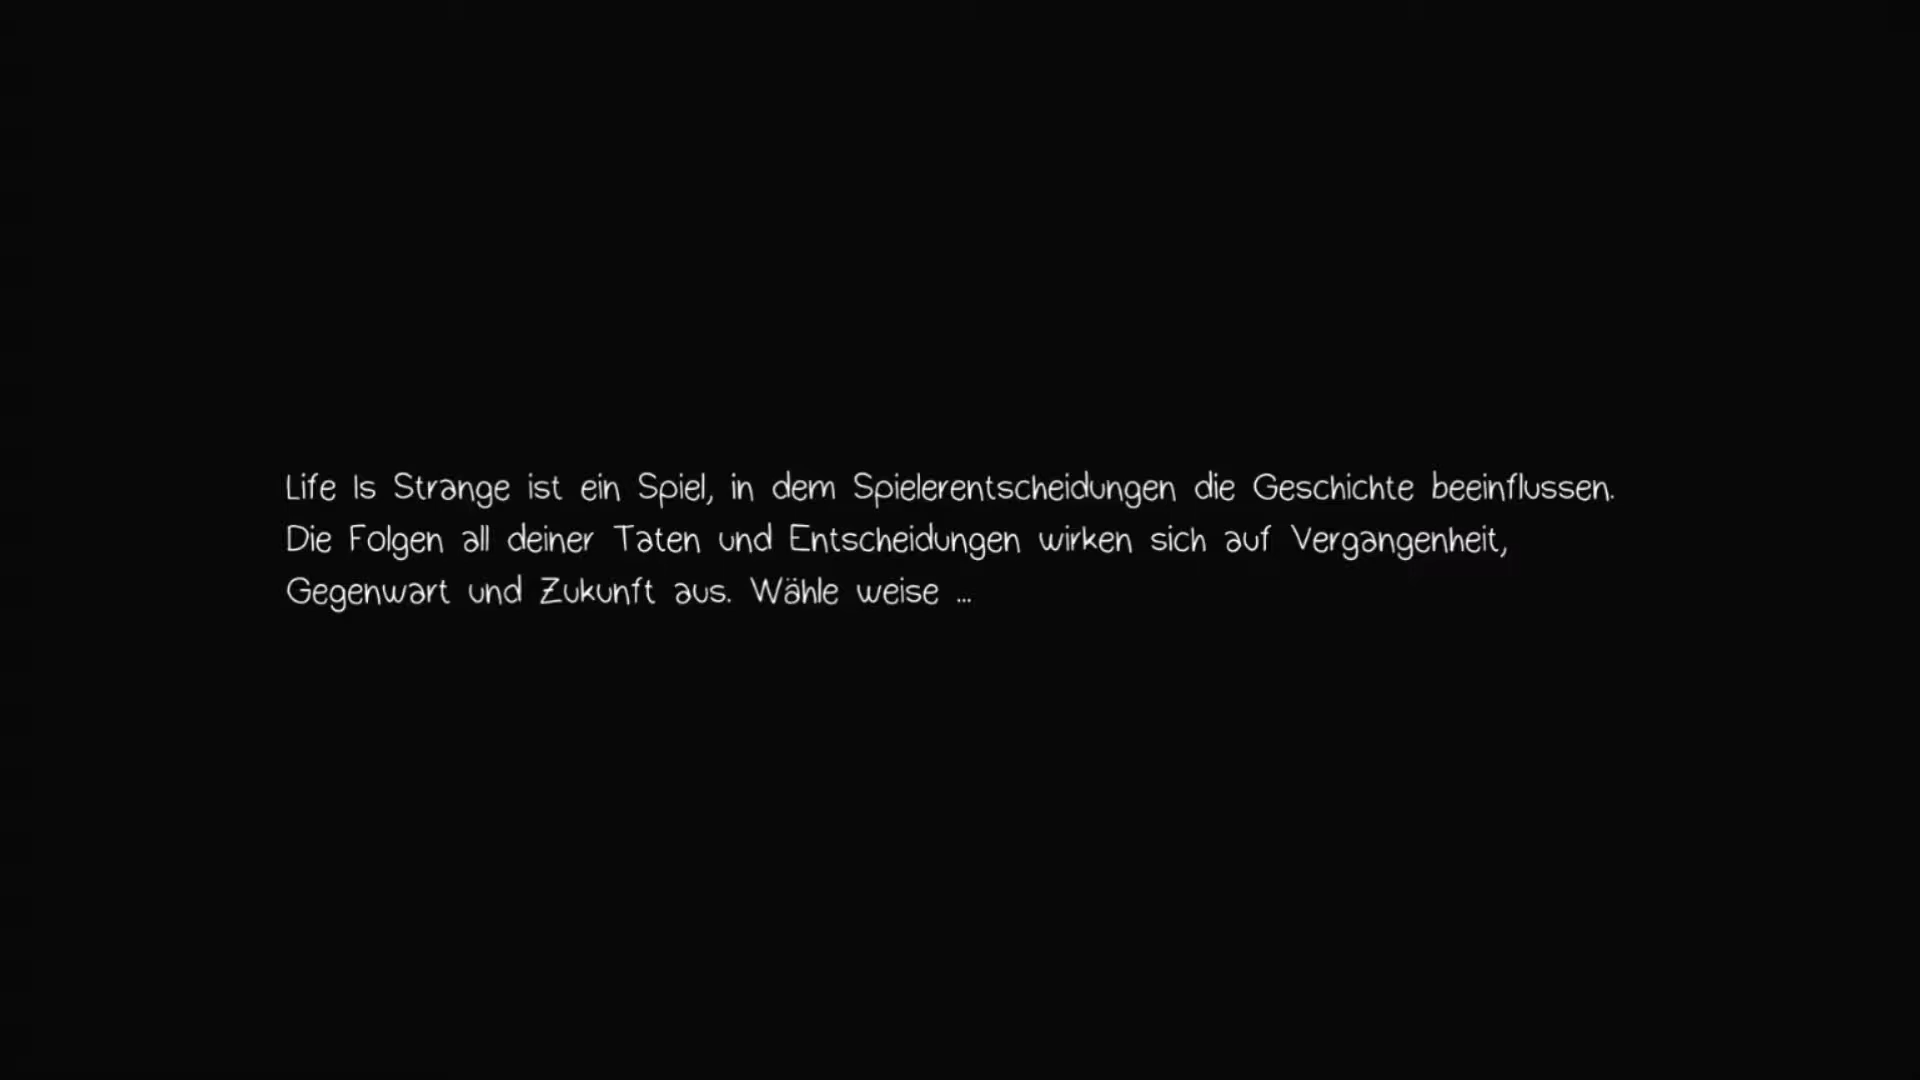 Life Is Strange ist ein Spiel, in dem Spielerentscheidungen die Geschichte beeinflussen.
Die Folgen all deiner Taten und Entscheidungen wirken sich auf Vergangenheit,
Gegenwart und Zukunft aus. Wähle weise ...